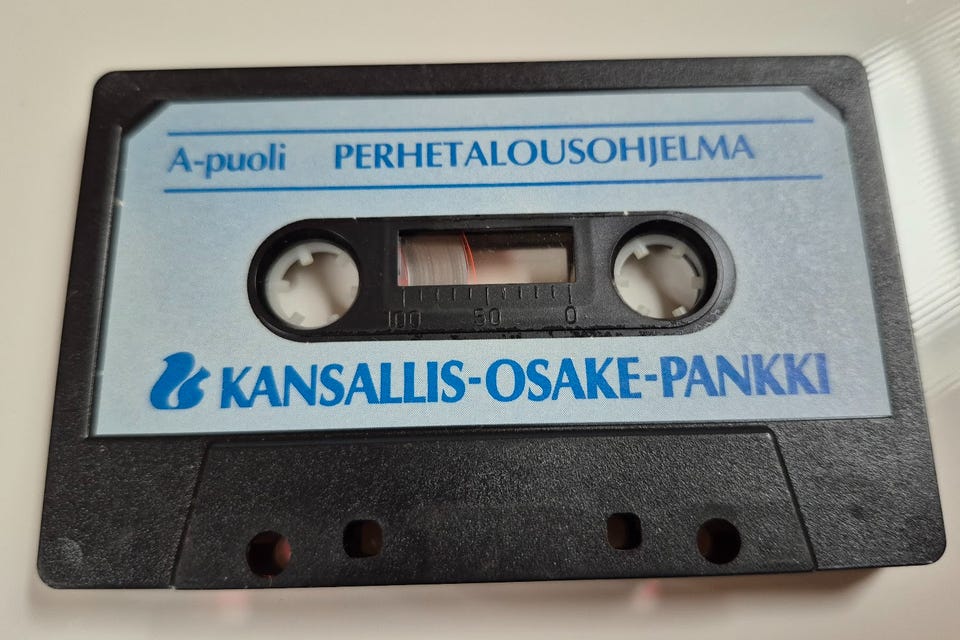 A-puoli PERHETALOUSOHJELMA
100 50 0
KANSALLIS-OSAKE-PANKKI